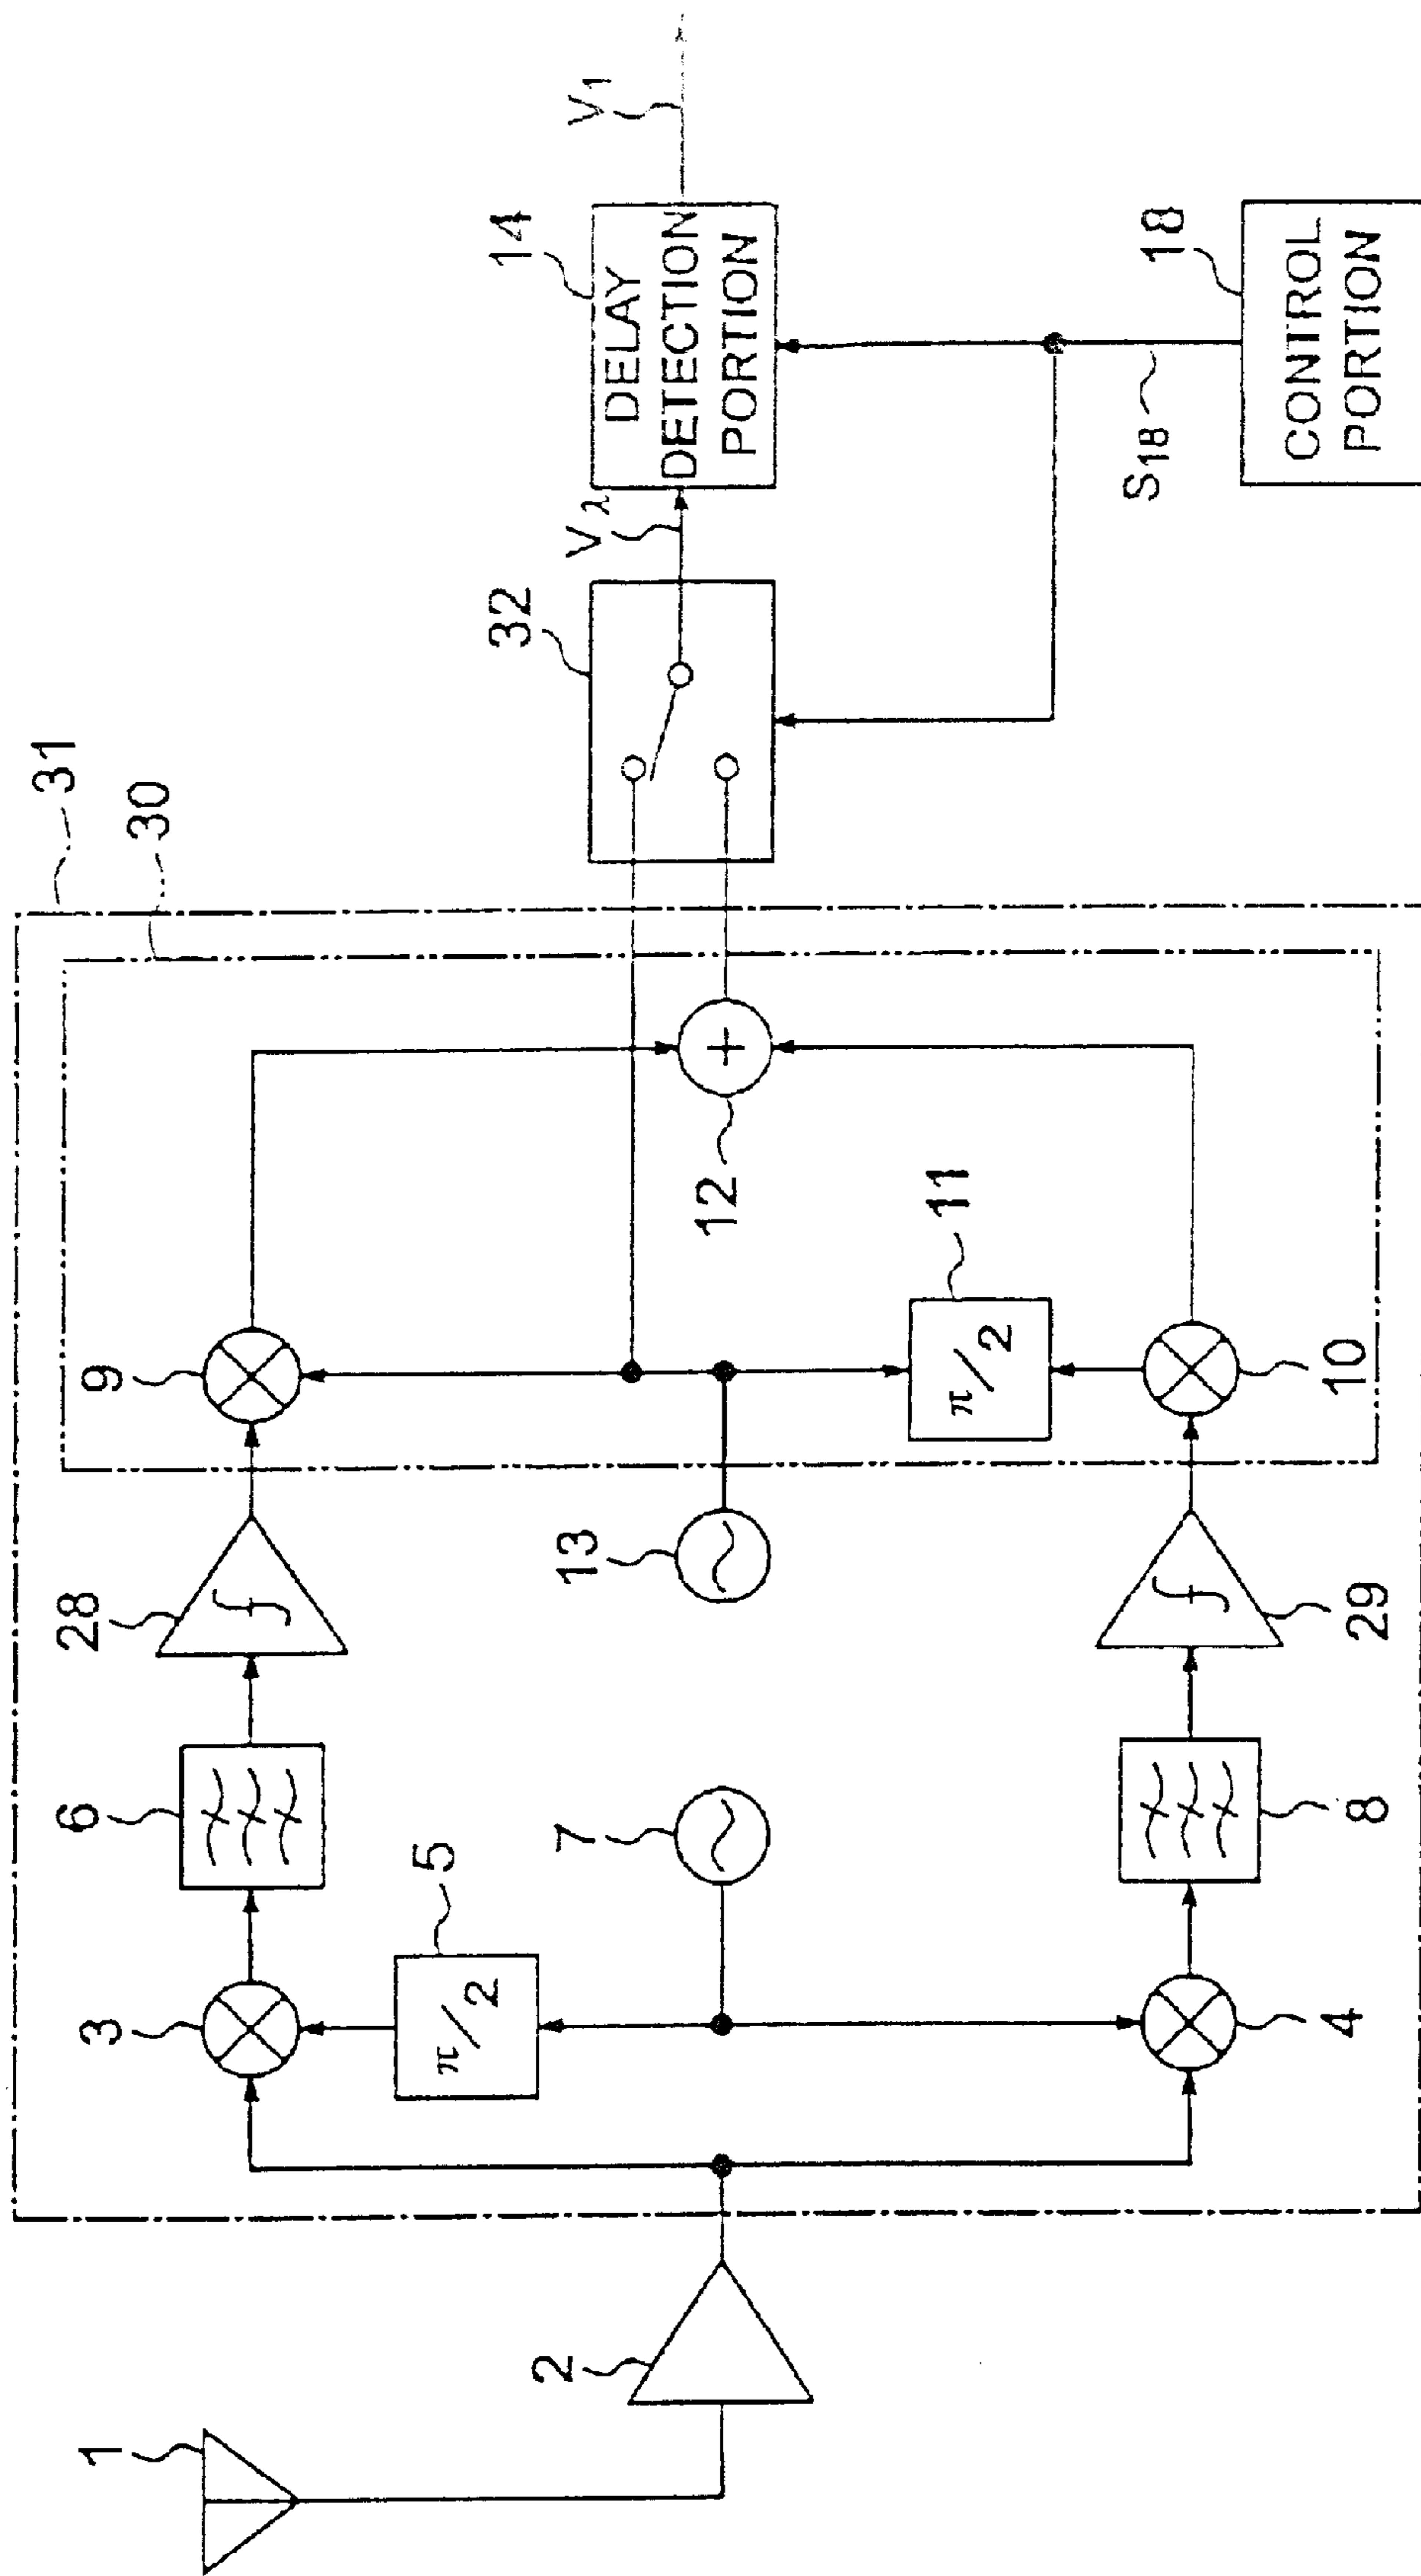 1
2
3
4
π/2
5
6
7
8
28
29
13
9
10
π/2
11
12
30
31
32
Vλ
DELAY
DETECTION
PORTION
14
V1
S18
CONTROL
PORTION
18
f
f
+